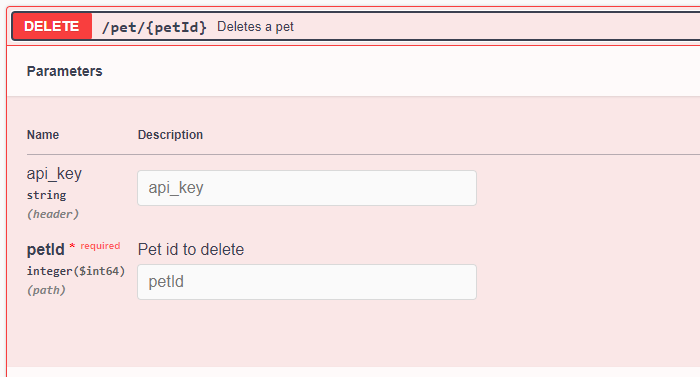 DELETE /pet/{petId} Deletes a pet
Parameters
Name Description
api_key
string
(header)
api_key
petId * required
integer($int64)
(path)
Pet id to delete
petId